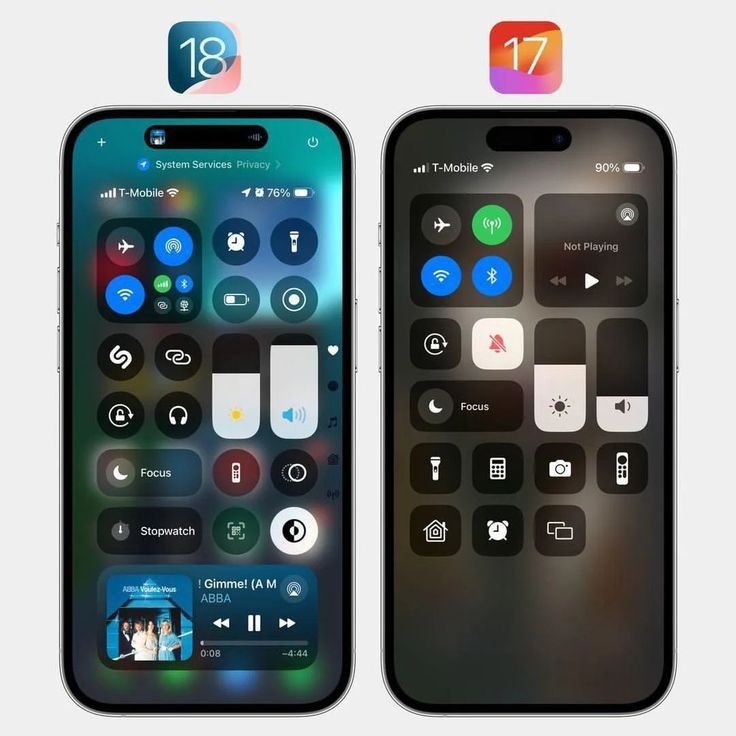 18
17
System Services Privacy
T-Mobile
76%
T-Mobile
90%
Not Playing
Focus
Focus
Stopwatch
ABBA Voulez-Vous
! Gimme! (A M
ABBA
0:08
−4:44